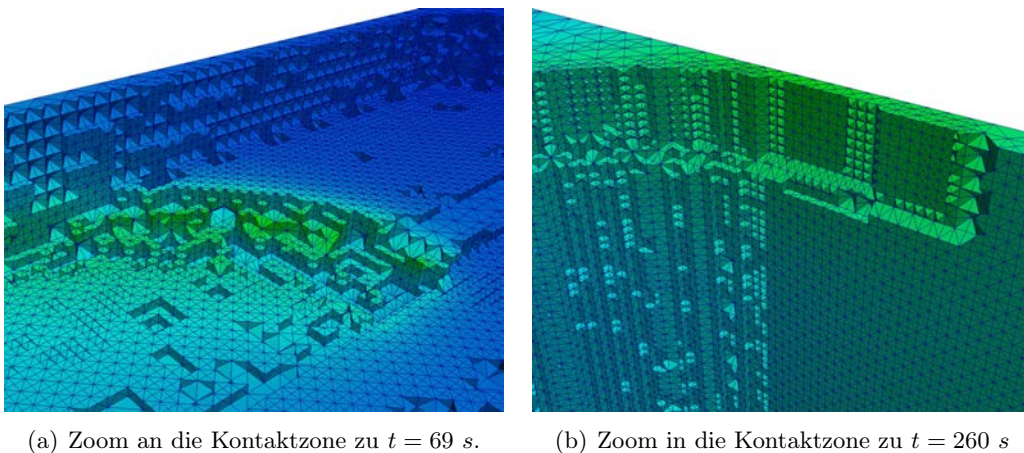 (a) Zoom an die Kontaktzone zu t = 69 s.
(b) Zoom in die Kontaktzone zu t = 260 s